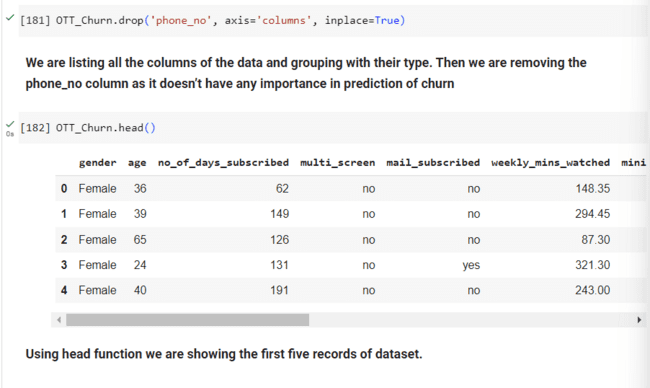 [181] OTT_Churn.drop('phone_no', axis='columns', inplace=True)
We are listing all the columns of the data and grouping with their type. Then we are removing the
phone_no column as it doesn't have any importance in prediction of churn
0s [182] OTT_Churn.head()
gender age no_of_days_subscribed multi_screen mail_subscribed weekly_mins_watched mini
0 Female 36 62 no no 148.35
1 Female 39 149 no no 294.45
2 Female 65 126 no no 87.30
3 Female 24 131 no yes 321.30
4 Female 40 191 no no 243.00
Using head function we are showing the first five records of dataset.